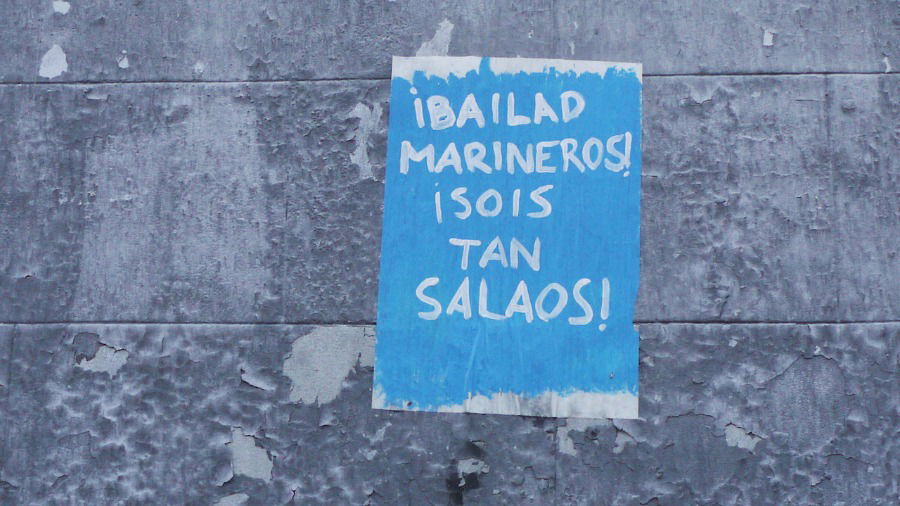 ¡BAILAD
MARINEROS!
¡SOIS
TAN
SALAOS!